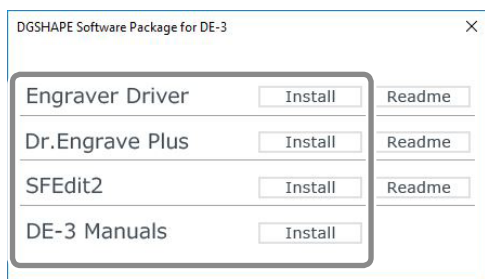 DGSHAPE Software Package for DE-3
Engraver Driver Install Readme
Dr.Engrave Plus Install Readme
SFEdit2 Install Readme
DE-3 Manuals Install